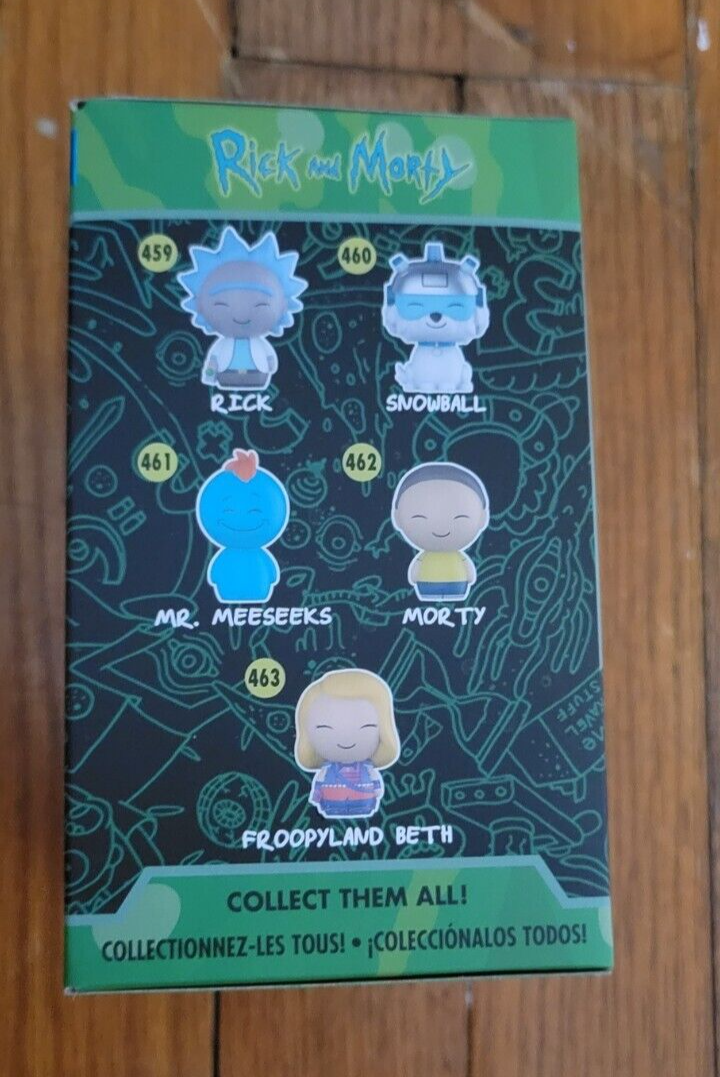 Rick and Morty
459
460
RICK
SNOWBALL
461
462
MR. MEESEEKS
MORTY
463
STUFF
FROOPYLAND BETH
COLLECT THEM ALL!
COLLECTIONNEZ-LES TOUS! • ¡COLECCIÓNALOS TODOS!